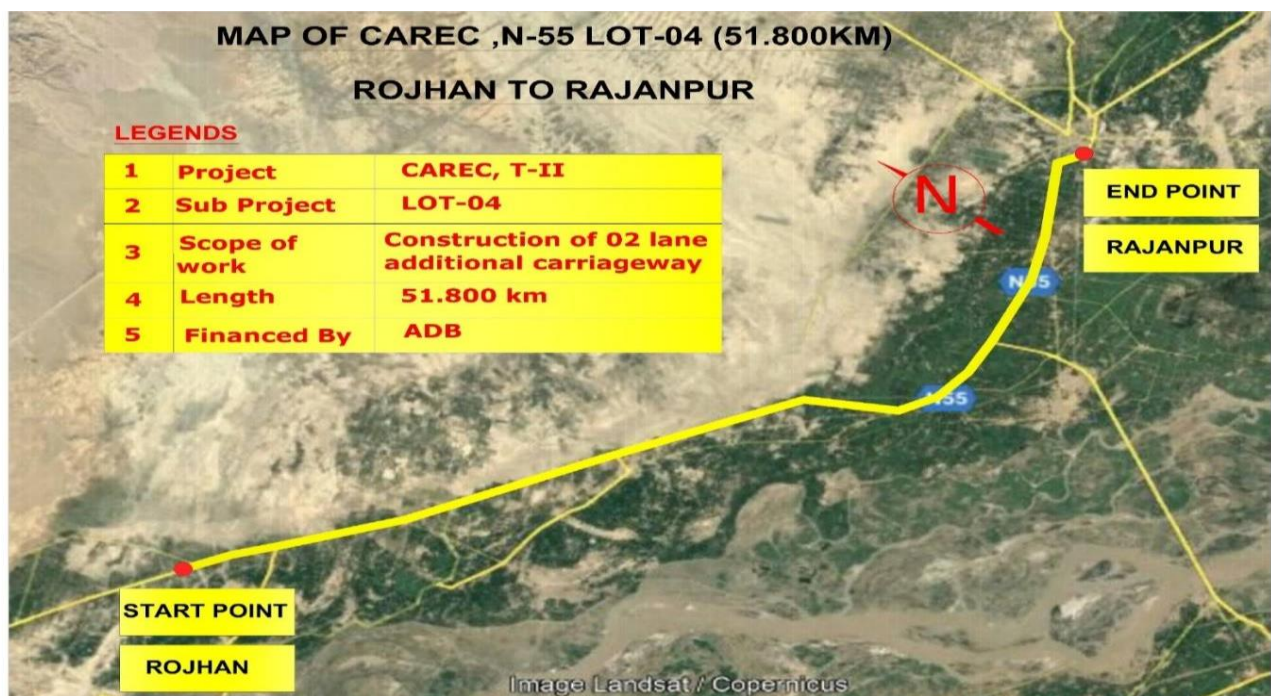 MAP OF CAREC ,N-55 LOT-04 (51.800KM)
ROJHAN TO RAJANPUR
LEGENDS
1 Project CAREC, T-II
2 Sub Project LOT-04
3 Scope of work Construction of 02 lane additional carriageway
4 Length 51.800 km
5 Financed By ADB
N
END POINT
RAJANPUR
N55
N55
START POINT
ROJHAN
Image Landsat / Copernicus